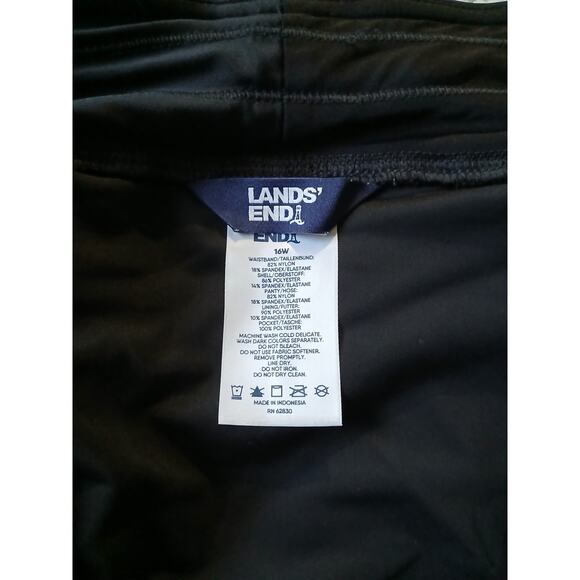 LANDS'
END
END
16W
WAISTBAND/TAILLENBUND:
82% NYLON
18% SPANDEX/ELASTANE
SHELL/OBERSTOFF:
86% POLYESTER
14% SPANDEX/ELASTANE
PANTY/HOSE:
82% NYLON
18% SPANDEX/ELASTANE
LINING/FUTTER:
90% POLYESTER
10% SPANDEX/ELASTANE
POCKET/TASCHE:
100% POLYESTER
MACHINE WASH COLD DELICATE.
WASH DARK COLORS SEPARATELY.
DO NOT BLEACH.
DO NOT USE FABRIC SOFTENER.
REMOVE PROMPTLY.
LINE DRY.
DO NOT IRON.
DO NOT DRY CLEAN.
MADE IN INDONESIA
RN 62830